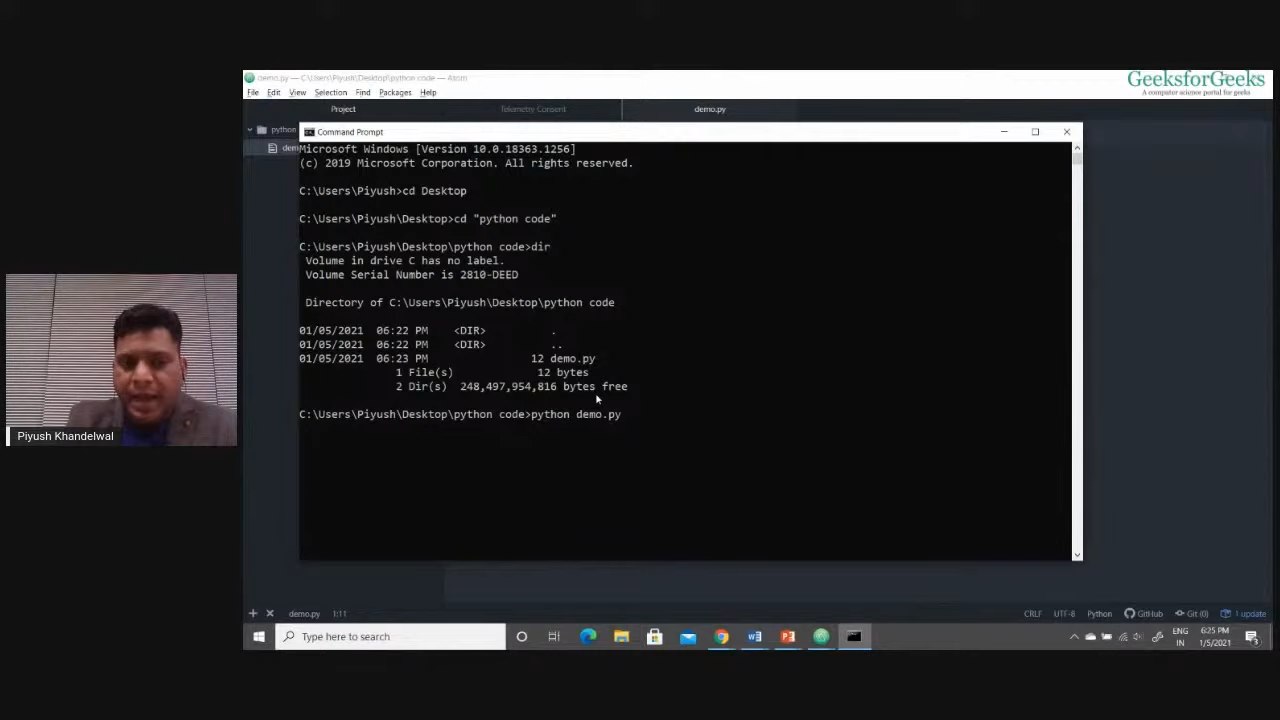 demo.py — C:\Users\Piyush\Desktop\python code — Atom
GeeksforGeeks
A computer science portal for geeks
File Edit View Selection Find Packages Help
Project
Telemetry Consent
demo.py
python
dem
Command Prompt
Microsoft Windows [Version 10.0.18363.1256]
(c) 2019 Microsoft Corporation. All rights reserved.
C:\Users\Piyush>cd Desktop
C:\Users\Piyush\Desktop>cd "python code"
C:\Users\Piyush\Desktop\python code>dir
Volume in drive C has no label.
Volume Serial Number is 2810-DEED
Directory of C:\Users\Piyush\Desktop\python code
01/05/2021 06:22 PM <DIR> .
01/05/2021 06:22 PM <DIR> ..
01/05/2021 06:23 PM 12 demo.py
1 File(s) 12 bytes
2 Dir(s) 248,497,954,816 bytes free
C:\Users\Piyush\Desktop\python code>python demo.py
Piyush Khandelwal
demo.py 1:11
CRLF UTF-8 Python GitHub Git (0) 1 update
Type here to search
ENG
IN
6:25 PM
1/5/2021